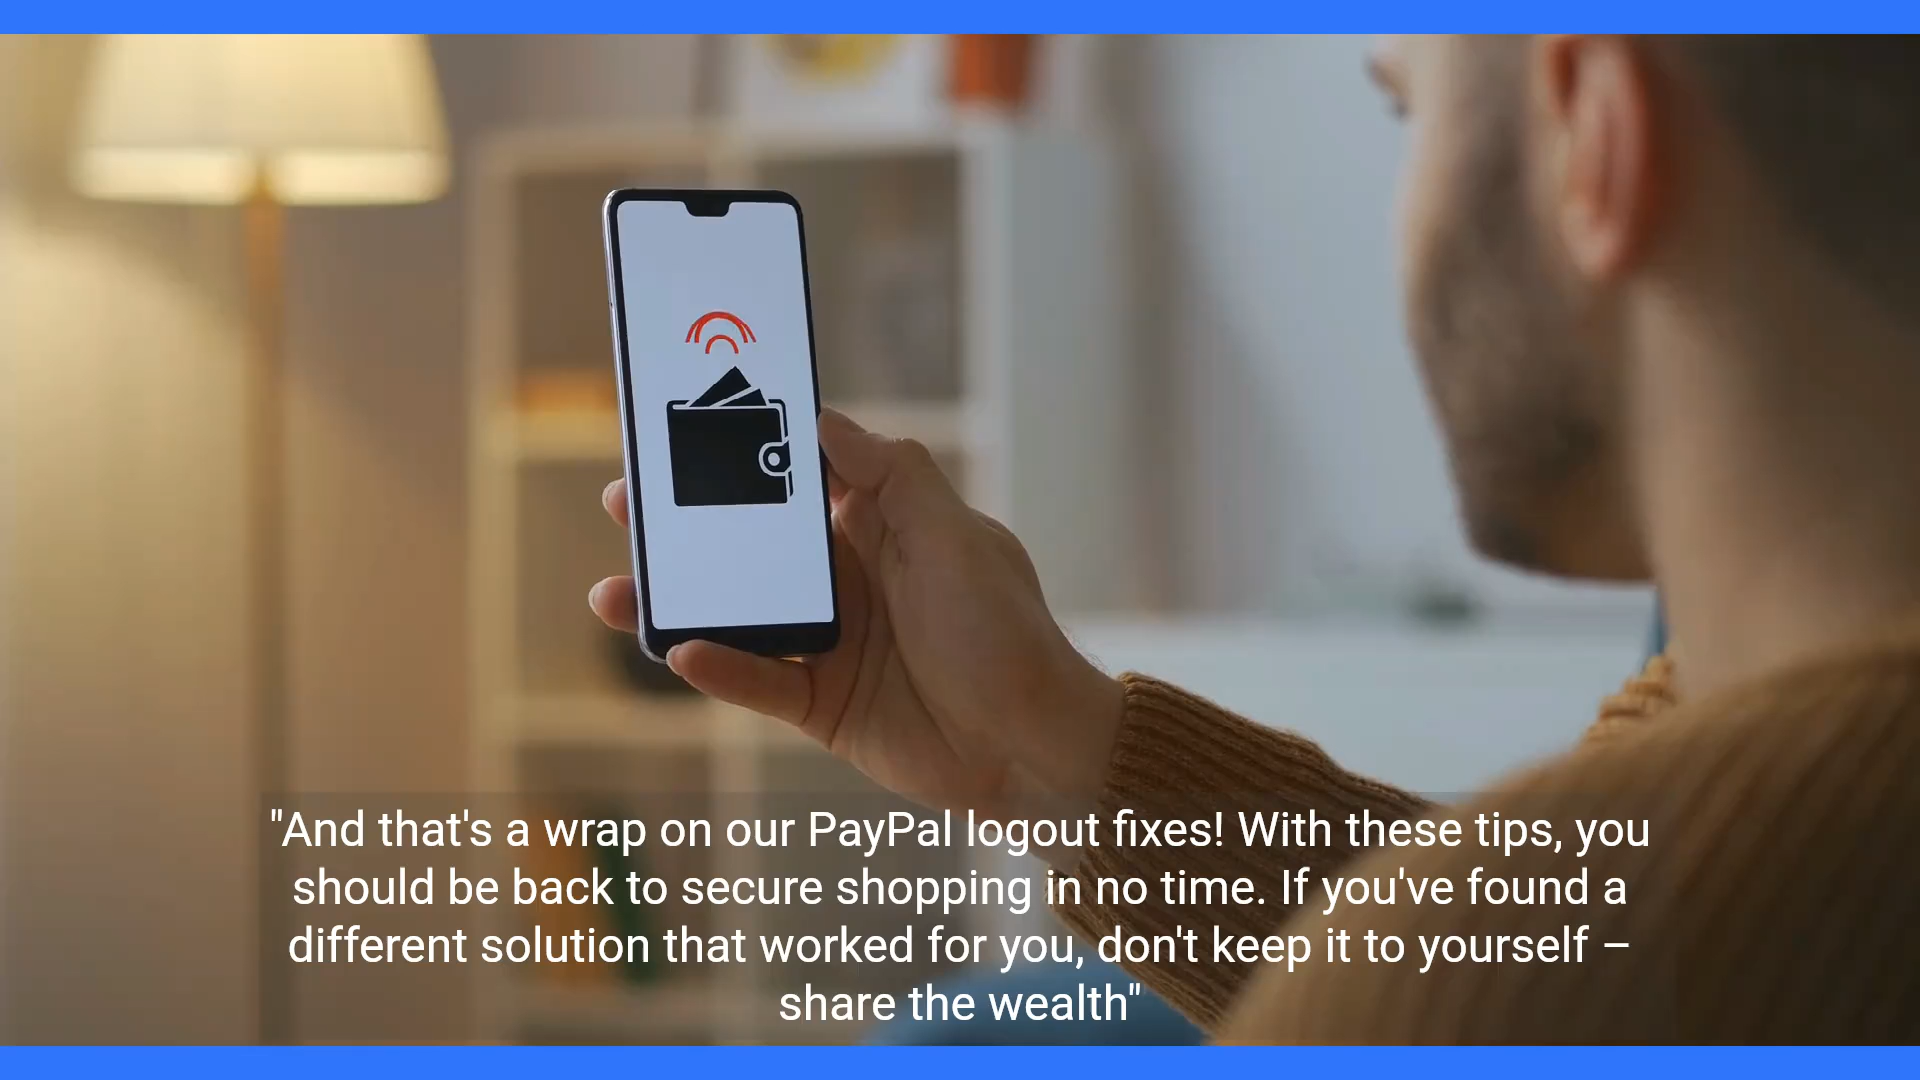 "And that's a wrap on our PayPal logout fixes! With these tips, you
should be back to secure shopping in no time. If you've found a
different solution that worked for you, don't keep it to yourself –
share the wealth"